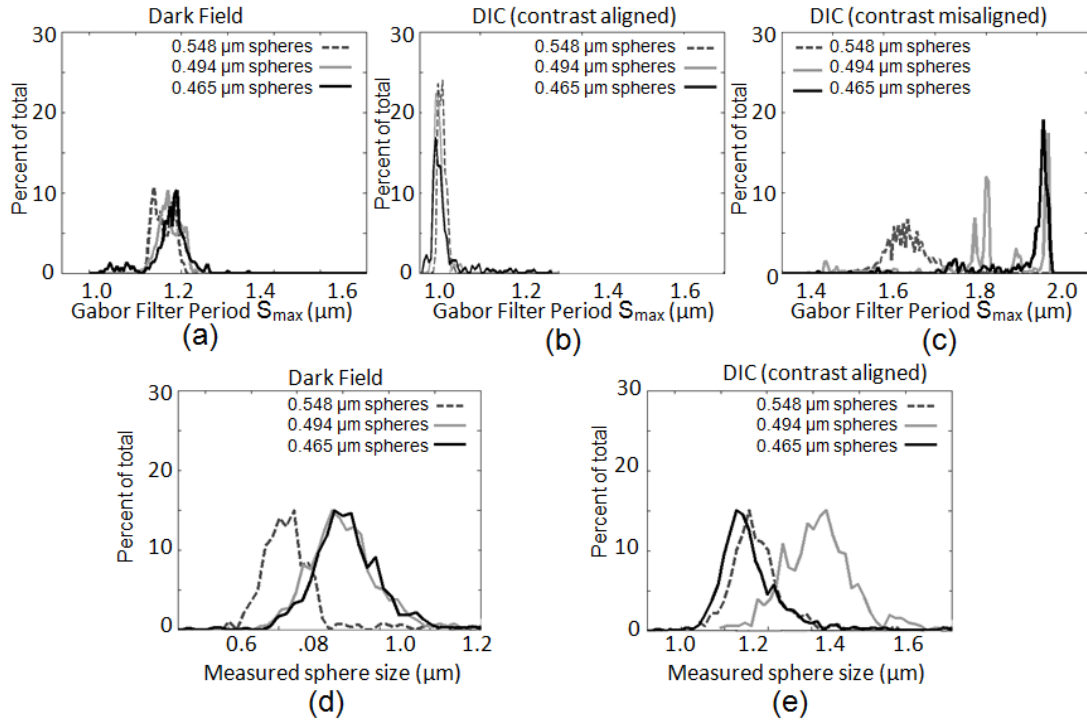 Dark Field
30
20
10
0
Percent of total
0.548 µm spheres
0.494 µm spheres
0.465 µm spheres
1.0 1.2 1.4 1.6
Gabor Filter Period Smax (µm)
(a)
DIC (contrast aligned)
30
20
10
0
Percent of total
0.548 µm spheres
0.494 µm spheres
0.465 µm spheres
1.0 1.2 1.4 1.6
Gabor Filter Period Smax (µm)
(b)
DIC (contrast misaligned)
30
20
10
0
Percent of total
0.548 µm spheres
0.494 µm spheres
0.465 µm spheres
1.4 1.6 1.8 2.0
Gabor Filter Period Smax (µm)
(c)
Dark Field
30
20
10
0
Percent of total
0.548 µm spheres
0.494 µm spheres
0.465 µm spheres
0.6 .08 1.0 1.2
Measured sphere size (µm)
(d)
DIC (contrast aligned)
30
20
10
0
Percent of total
0.548 µm spheres
0.494 µm spheres
0.465 µm spheres
1.0 1.2 1.4 1.6
Measured sphere size (µm)
(e)